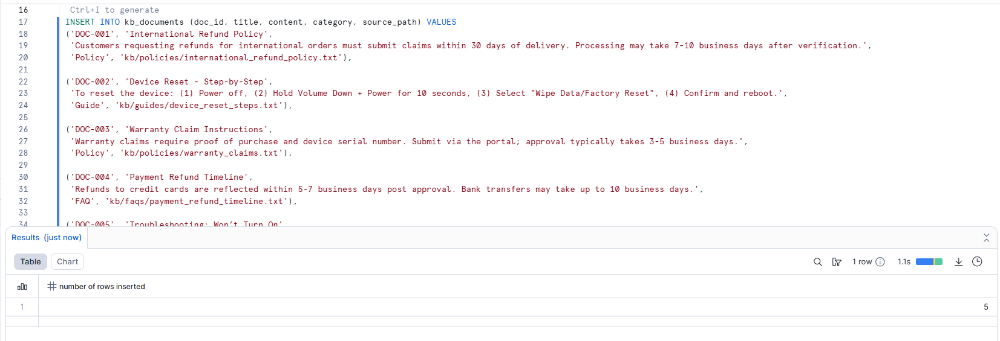 16 Ctrl+I to generate
17 INSERT INTO kb_documents (doc_id, title, content, category, source_path) VALUES
18 ('DOC-001', 'International Refund Policy',
19 'Customers requesting refunds for international orders must submit claims within 30 days of delivery. Processing may take 7-10 business days after verification.',
20 'Policy', 'kb/policies/international_refund_policy.txt'),
21
22 ('DOC-002', 'Device Reset - Step-by-Step',
23 'To reset the device: (1) Power off, (2) Hold Volume Down + Power for 10 seconds, (3) Select "Wipe Data/Factory Reset", (4) Confirm and reboot.',
24 'Guide', 'kb/guides/device_reset_steps.txt'),
25
26 ('DOC-003', 'Warranty Claim Instructions',
27 'Warranty claims require proof of purchase and device serial number. Submit via the portal; approval typically takes 3-5 business days.',
28 'Policy', 'kb/policies/warranty_claims.txt'),
29
30 ('DOC-004', 'Payment Refund Timeline',
31 'Refunds to credit cards are reflected within 5-7 business days post approval. Bank transfers may take up to 10 business days.',
32 'FAQ', 'kb/faqs/payment_refund_timeline.txt'),
33
34 ('DOC-005', 'Troubleshooting: Won’t Turn On'
Results (just now)
Table Chart 1 row 1.1s
number of rows inserted
1 5